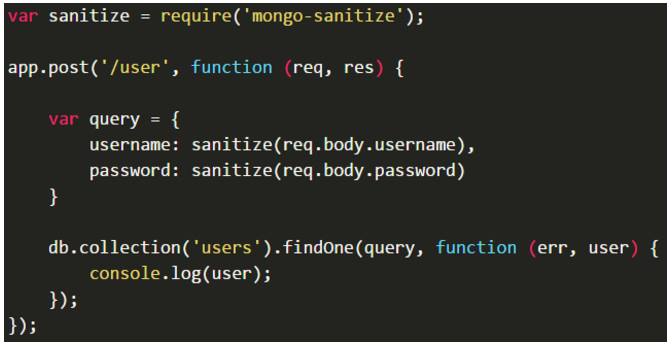 var sanitize = require('mongo-sanitize');
app.post('/user', function (req, res) {
var query = {
username: sanitize(req.body.username),
password: sanitize(req.body.password)
}
db.collection('users').findOne(query, function (err, user) {
console.log(user);
});
});